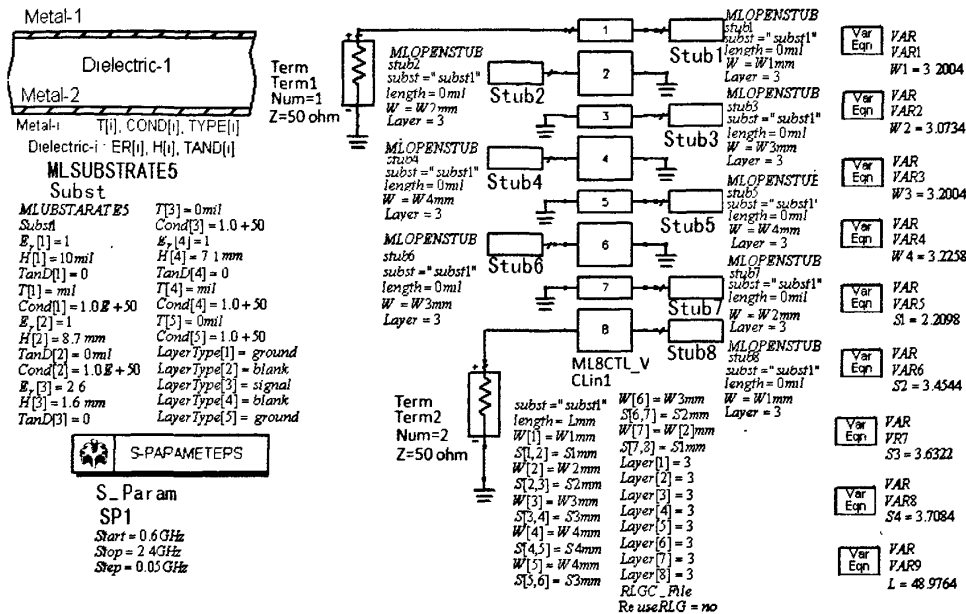 Metal-1
Dielectric-1
Metal-2
Metal-i T[i], COND[i], TYPE[i]
Dielectric-i : ER[i], H[i], TAND[i]
MLSUBSTRATE5
Subst
MLUBSTARATE5
Subst1
E_r[1]=1
H[1]=10mil
TanD[1]=0
T[1]=mil
Cond[1]=1.0E+50
E_r[2]=1
H[2]=8.7 mm
TanD[2]=0mil
Cond[2]=1.0E+50
E_r[3]=2 6
H[3]=1.6 mm
TanD[3]=0
T[3]=0mil
Cond[3]=1.0+50
E_r[4]=1
H[4]=7 1 mm
TanD[4]=0
T[4]=mil
Cond[4]=1.0+50
T[5]=0mil
Cond[5]=1.0+50
LayerType[1]=ground
LayerType[2]=blank
LayerType[3]=signal
LayerType[4]=blank
LayerType[5]=ground
S-PARAMETEPS
S_Param
SP1
Start=0.6GHz
Stop=2 4GHz
Step=0.05GHz
Term
Term1
Num=1
Z=50 ohm
MLOPENSTUB
stub2
subst="subst1"
length=0mil
W=W2mm
Layer=3
MLOPENSTUB
stub4
subst="subst1"
length=0mil
W=W4mm
Layer=3
MLOPENSTUB
stub6
subst="subst1"
length=0mil
W=W3mm
Layer=3
Term
Term2
Num=2
Z=50 ohm
Stub2
Stub4
Stub6
1
2
3
4
5
6
7
8
Stub1
Stub3
Stub5
Stub7
Stub8
ML8CTL_V
CLin1
subst="subst1"
length=Lmm
W[1]=W1mm
S[1,2]=S1mm
W[2]=W2mm
S[2,3]=S2mm
W[3]=W3mm
S[3,4]=S3mm
W[4]=W4mm
S[4,5]=S4mm
W[5]=W4mm
S[5,6]=S3mm
W[6]=W3mm
S[6,7]=S2mm
W[7]=W[2]mm
S[7,8]=S1mm
Layer[1]=3
Layer[2]=3
Layer[3]=3
Layer[4]=3
Layer[5]=3
Layer[6]=3
Layer[7]=3
Layer[8]=3
RLGC_File
ReuseRLG=no
MLOPENSTUB
stub1
subst="subst1"
length=0mil
W=W1mm
Layer=3
MLOPENSTUB
stub3
subst="subst1"
length=0mil
W=W3mm
Layer=3
MLOPENSTUE
stub5
subst="subst1"
length=0mil
W=W4mm
Layer=3
MLOPENSTUB
stub7
subst="subst1"
length=0mil
W=W2mm
Layer=3
MLOPENSTUB
stub8
subst="subst1"
length=0mil
W=W1mm
Layer=3
Var Eqn
VAR
VAR1
W1=3 2004
Var Eqn
VAR
VAR2
W2=3.0734
Var Eqn
VAR
VAR3
W3=3.2004
Var Eqn
VAR
VAR4
W4=3.2258
Var Eqn
VAR
VAR5
S1=2.2098
Var Eqn
VAR
VAR6
S2=3.4544
Var Eqn
VAR
VR7
S3=3.6322
Var Eqn
VAR
VAR8
S4=3.7084
Var Eqn
VAR
VAR9
L=48.9764